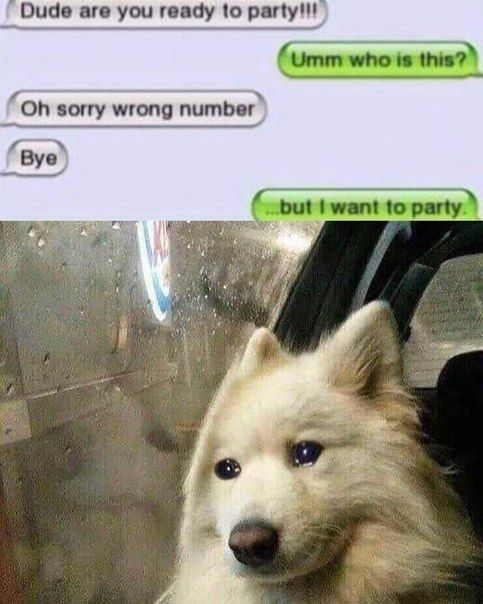 Dude are you ready to party!!!
Umm who is this?
Oh sorry wrong number
Bye
...but I want to party.